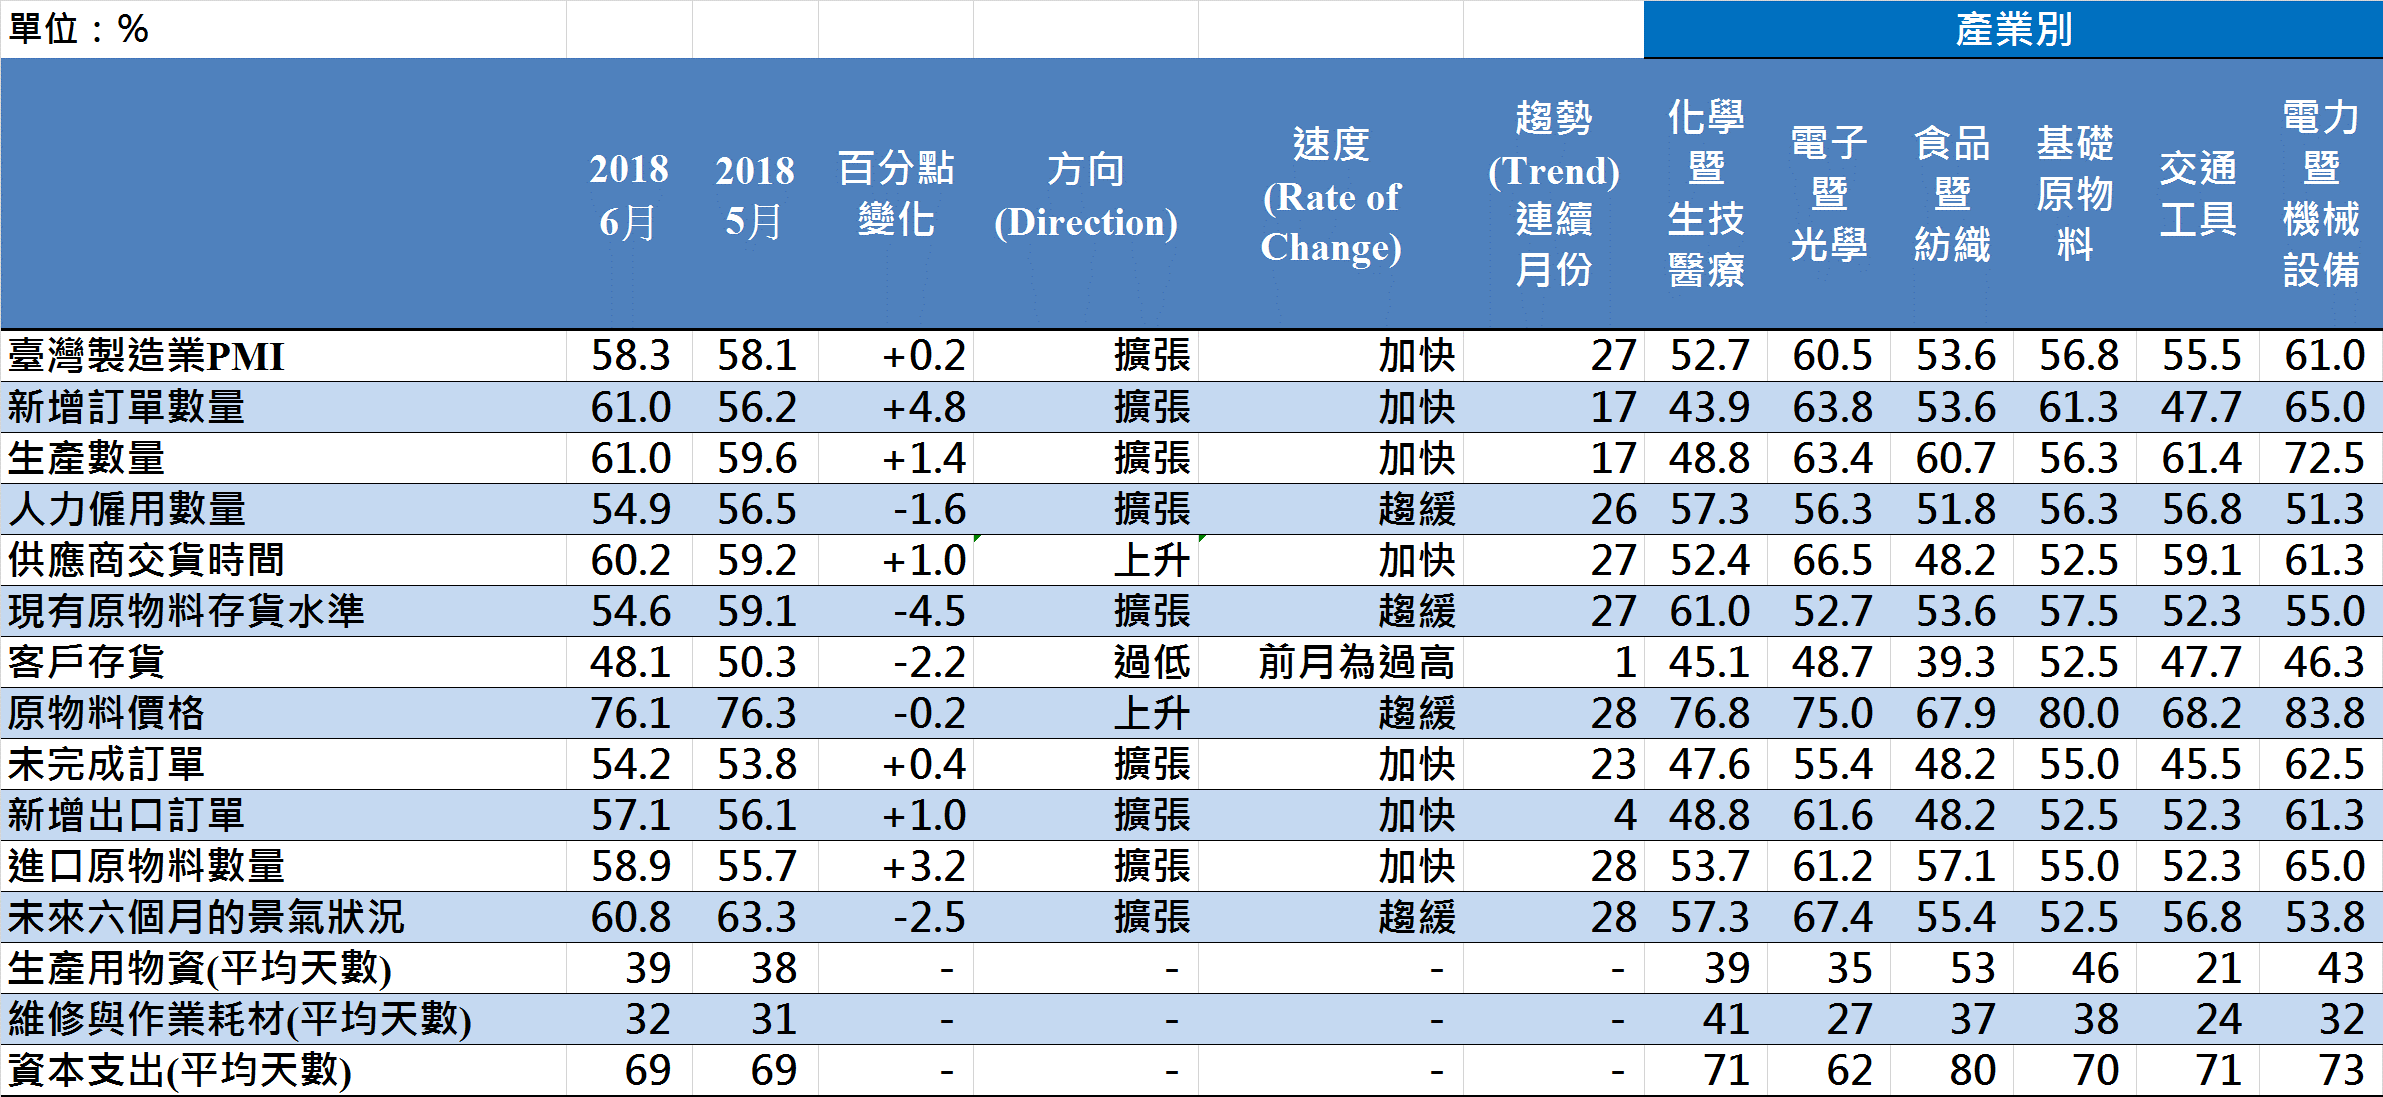 單位：% 產業別
2018 6月 2018 5月 百分點變化 方向(Direction) 速度(Rate of Change) 趨勢(Trend)連續月份 化學暨生技醫療 電子暨光學 食品暨紡織 基礎原物料 交通工具 電力暨機械設備
臺灣製造業PMI 58.3 58.1 +0.2 擴張 加快 27 52.7 60.5 53.6 56.8 55.5 61.0
新增訂單數量 61.0 56.2 +4.8 擴張 加快 17 43.9 63.8 53.6 61.3 47.7 65.0
生產數量 61.0 59.6 +1.4 擴張 加快 17 48.8 63.4 60.7 56.3 61.4 72.5
人力僱用數量 54.9 56.5 -1.6 擴張 趨緩 26 57.3 56.3 51.8 56.3 56.8 51.3
供應商交貨時間 60.2 59.2 +1.0 上升 加快 27 52.4 66.5 48.2 52.5 59.1 61.3
現有原物料存貨水準 54.6 59.1 -4.5 擴張 趨緩 27 61.0 52.7 53.6 57.5 52.3 55.0
客戶存貨 48.1 50.3 -2.2 過低 前月為過高 1 45.1 48.7 39.3 52.5 47.7 46.3
原物料價格 76.1 76.3 -0.2 上升 趨緩 28 76.8 75.0 67.9 80.0 68.2 83.8
未完成訂單 54.2 53.8 +0.4 擴張 加快 23 47.6 55.4 48.2 55.0 45.5 62.5
新增出口訂單 57.1 56.1 +1.0 擴張 加快 4 48.8 61.6 48.2 52.5 52.3 61.3
進口原物料數量 58.9 55.7 +3.2 擴張 加快 28 53.7 61.2 57.1 55.0 52.3 65.0
未來六個月的景氣狀況 60.8 63.3 -2.5 擴張 趨緩 28 57.3 67.4 55.4 52.5 56.8 53.8
生產用物資(平均天數) 39 38 - - - - 39 35 53 46 21 43
維修與作業耗材(平均天數) 32 31 - - - - 41 27 37 38 24 32
資本支出(平均天數) 69 69 - - - - 71 62 80 70 71 73